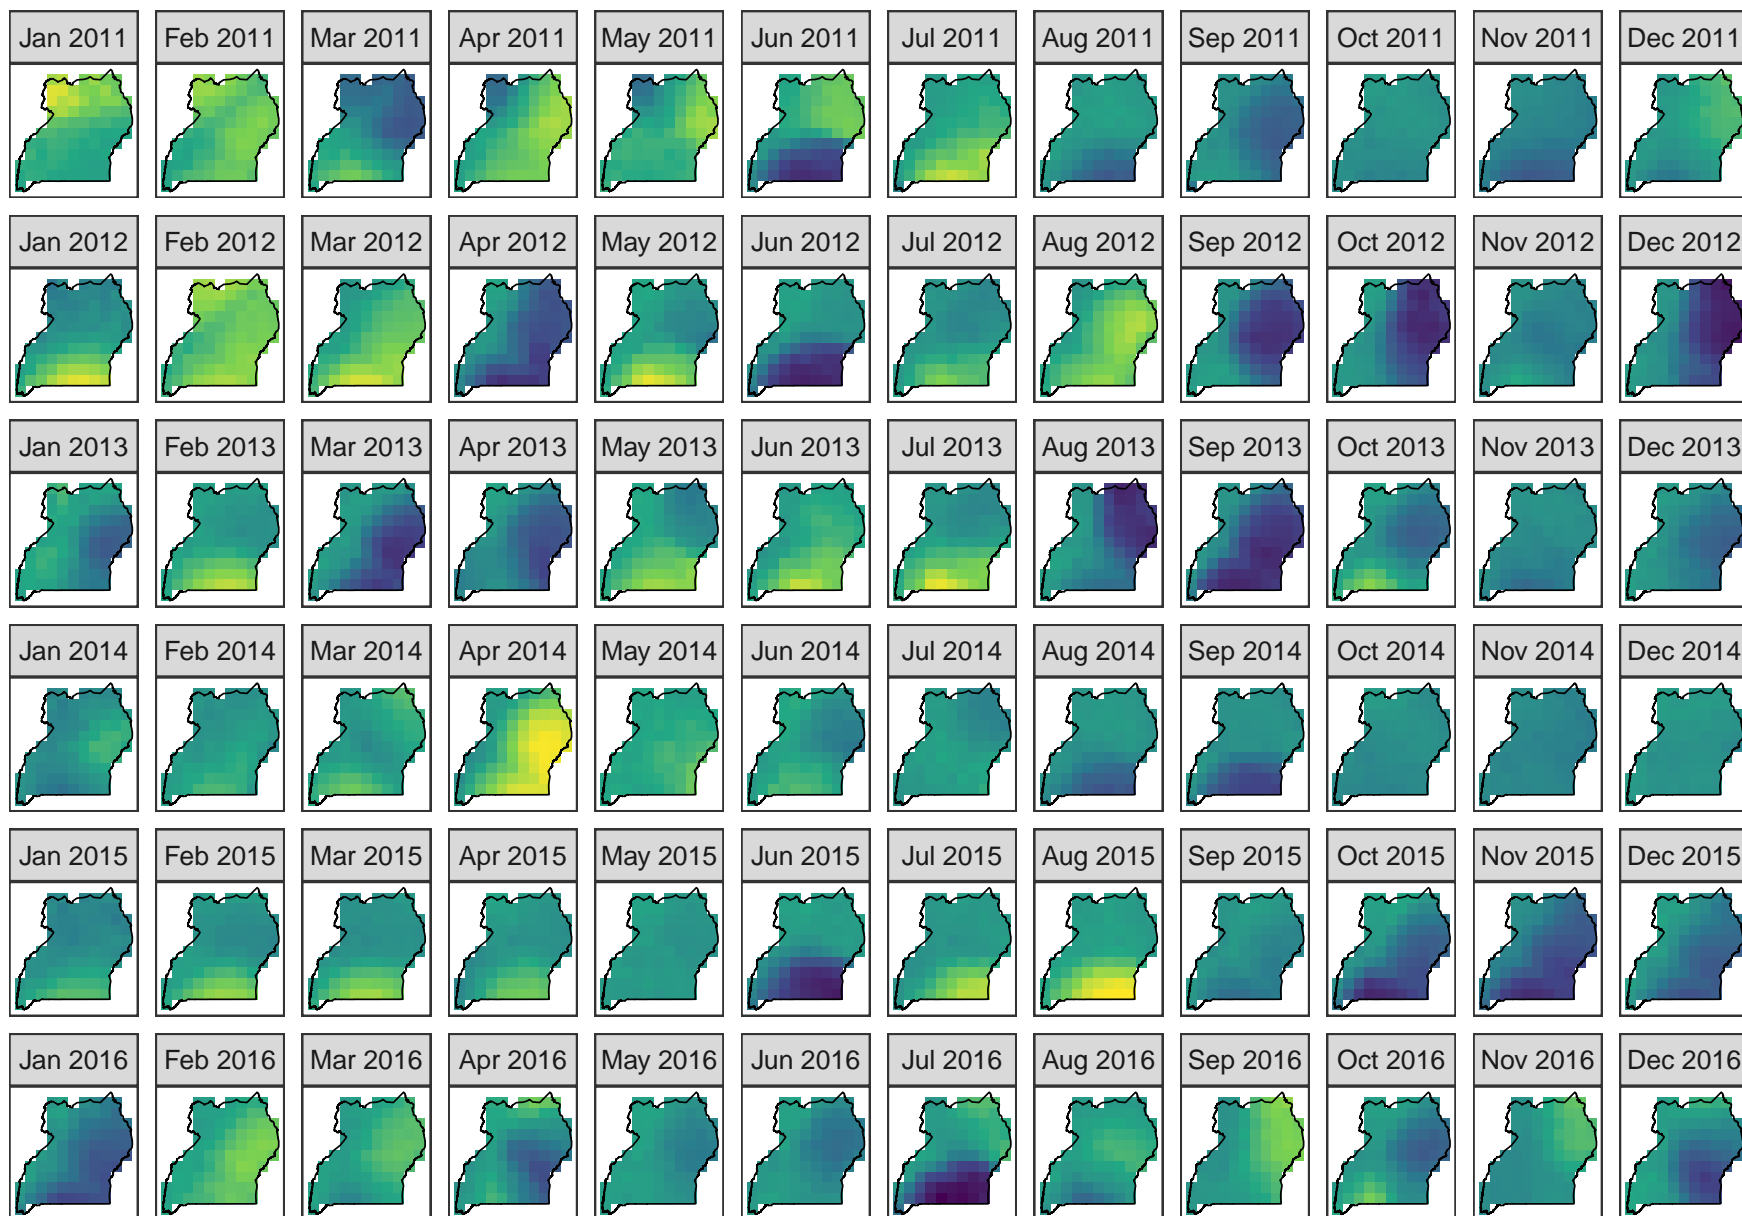 Jan 2011 Feb 2011 Mar 2011 Apr 2011 May 2011 Jun 2011 Jul 2011 Aug 2011 Sep 2011 Oct 2011 Nov 2011 Dec 2011
Jan 2012 Feb 2012 Mar 2012 Apr 2012 May 2012 Jun 2012 Jul 2012 Aug 2012 Sep 2012 Oct 2012 Nov 2012 Dec 2012
Jan 2013 Feb 2013 Mar 2013 Apr 2013 May 2013 Jun 2013 Jul 2013 Aug 2013 Sep 2013 Oct 2013 Nov 2013 Dec 2013
Jan 2014 Feb 2014 Mar 2014 Apr 2014 May 2014 Jun 2014 Jul 2014 Aug 2014 Sep 2014 Oct 2014 Nov 2014 Dec 2014
Jan 2015 Feb 2015 Mar 2015 Apr 2015 May 2015 Jun 2015 Jul 2015 Aug 2015 Sep 2015 Oct 2015 Nov 2015 Dec 2015
Jan 2016 Feb 2016 Mar 2016 Apr 2016 May 2016 Jun 2016 Jul 2016 Aug 2016 Sep 2016 Oct 2016 Nov 2016 Dec 2016